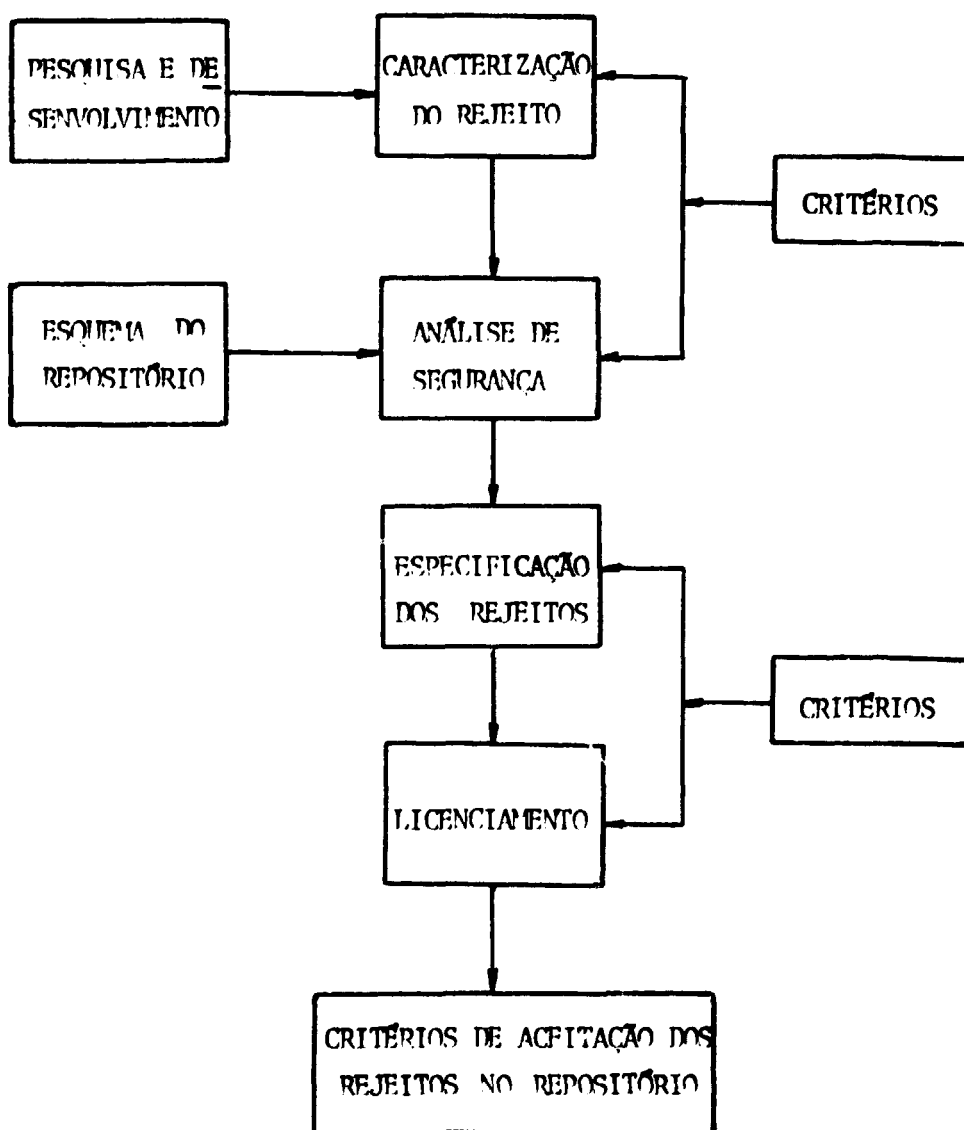 PESQUISA E DE
SENVOLVIMENTO
CARACTERIZAÇÃO
DO REJEITO
CRITÉRIOS
ESQUEMA DO
REPOSITÓRIO
ANÁLISE DE
SEGURANÇA
ESPECIFICAÇÃO
DOS REJEITOS
CRITÉRIOS
LICENCIAMENTO
CRITÉRIOS DE ACEITAÇÃO DOS
REJEITOS NO REPOSITÓRIO